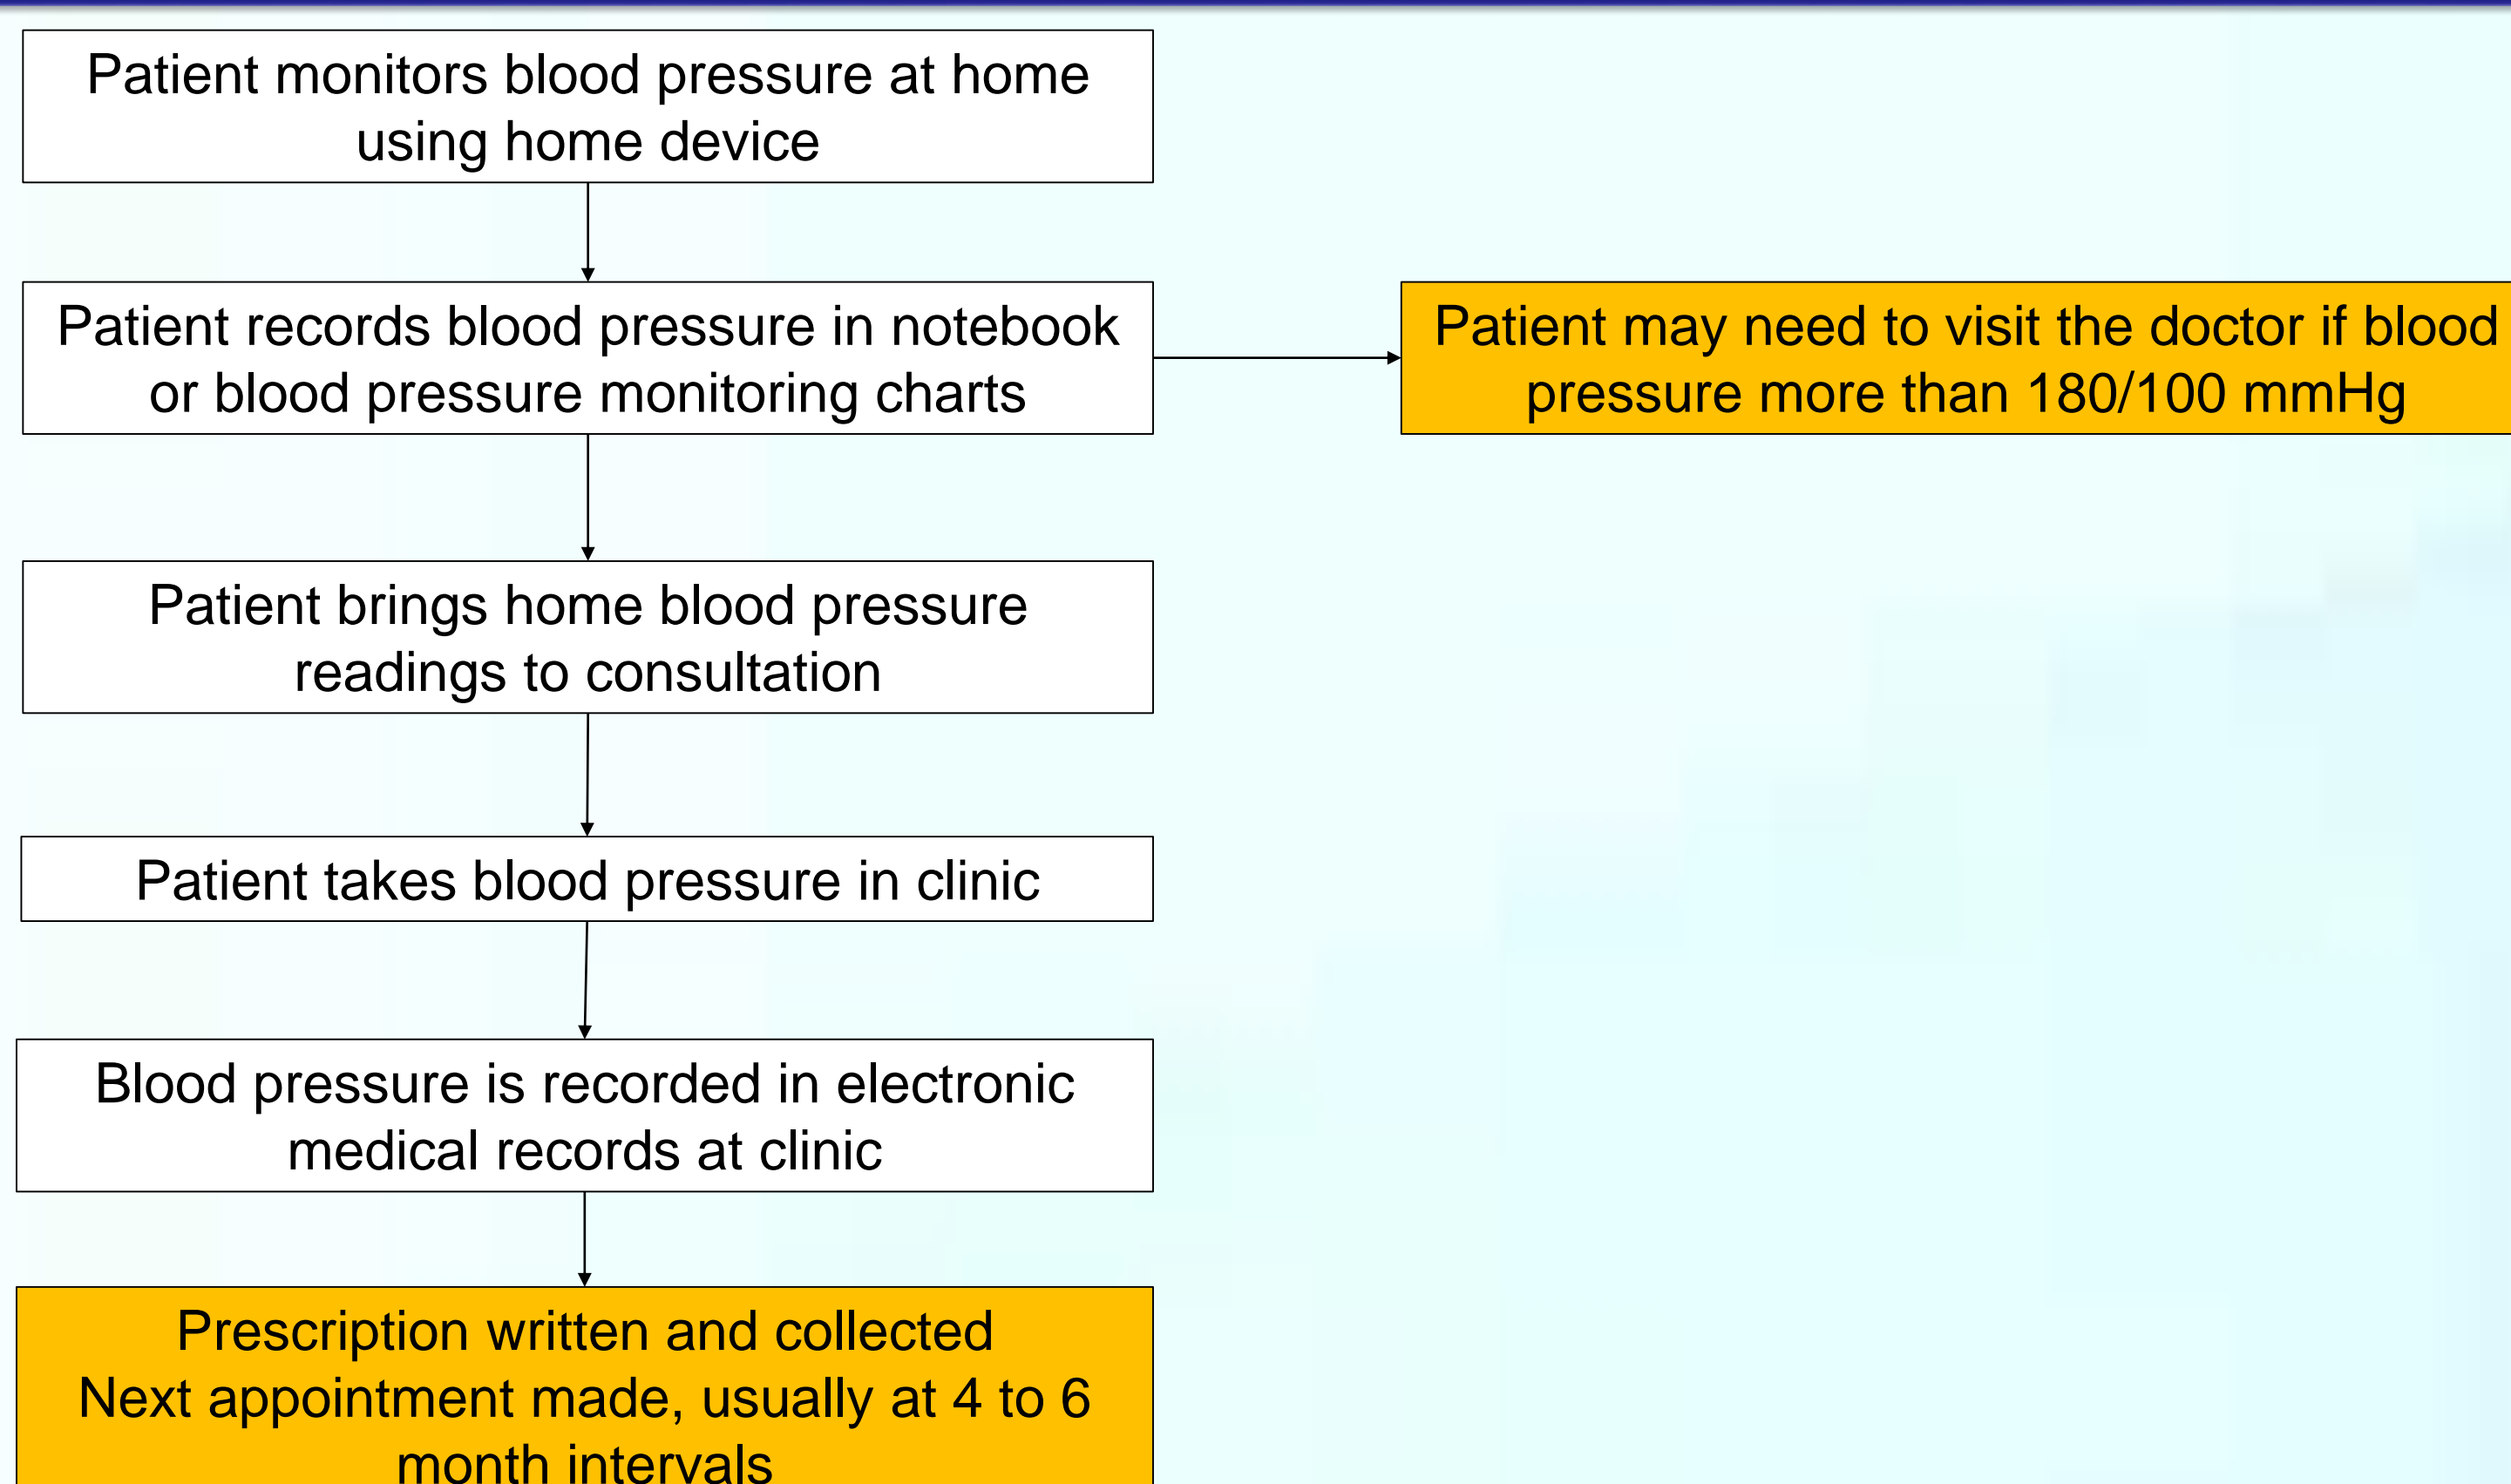 Patient monitors blood pressure at home
using home device
Patient records blood pressure in notebook
or blood pressure monitoring charts
Patient may need to visit the doctor if blood
pressure more than 180/100 mmHg
Patient brings home blood pressure
readings to consultation
Patient takes blood pressure in clinic
Blood pressure is recorded in electronic
medical records at clinic
Prescription written and collected
Next appointment made, usually at 4 to 6
month intervals